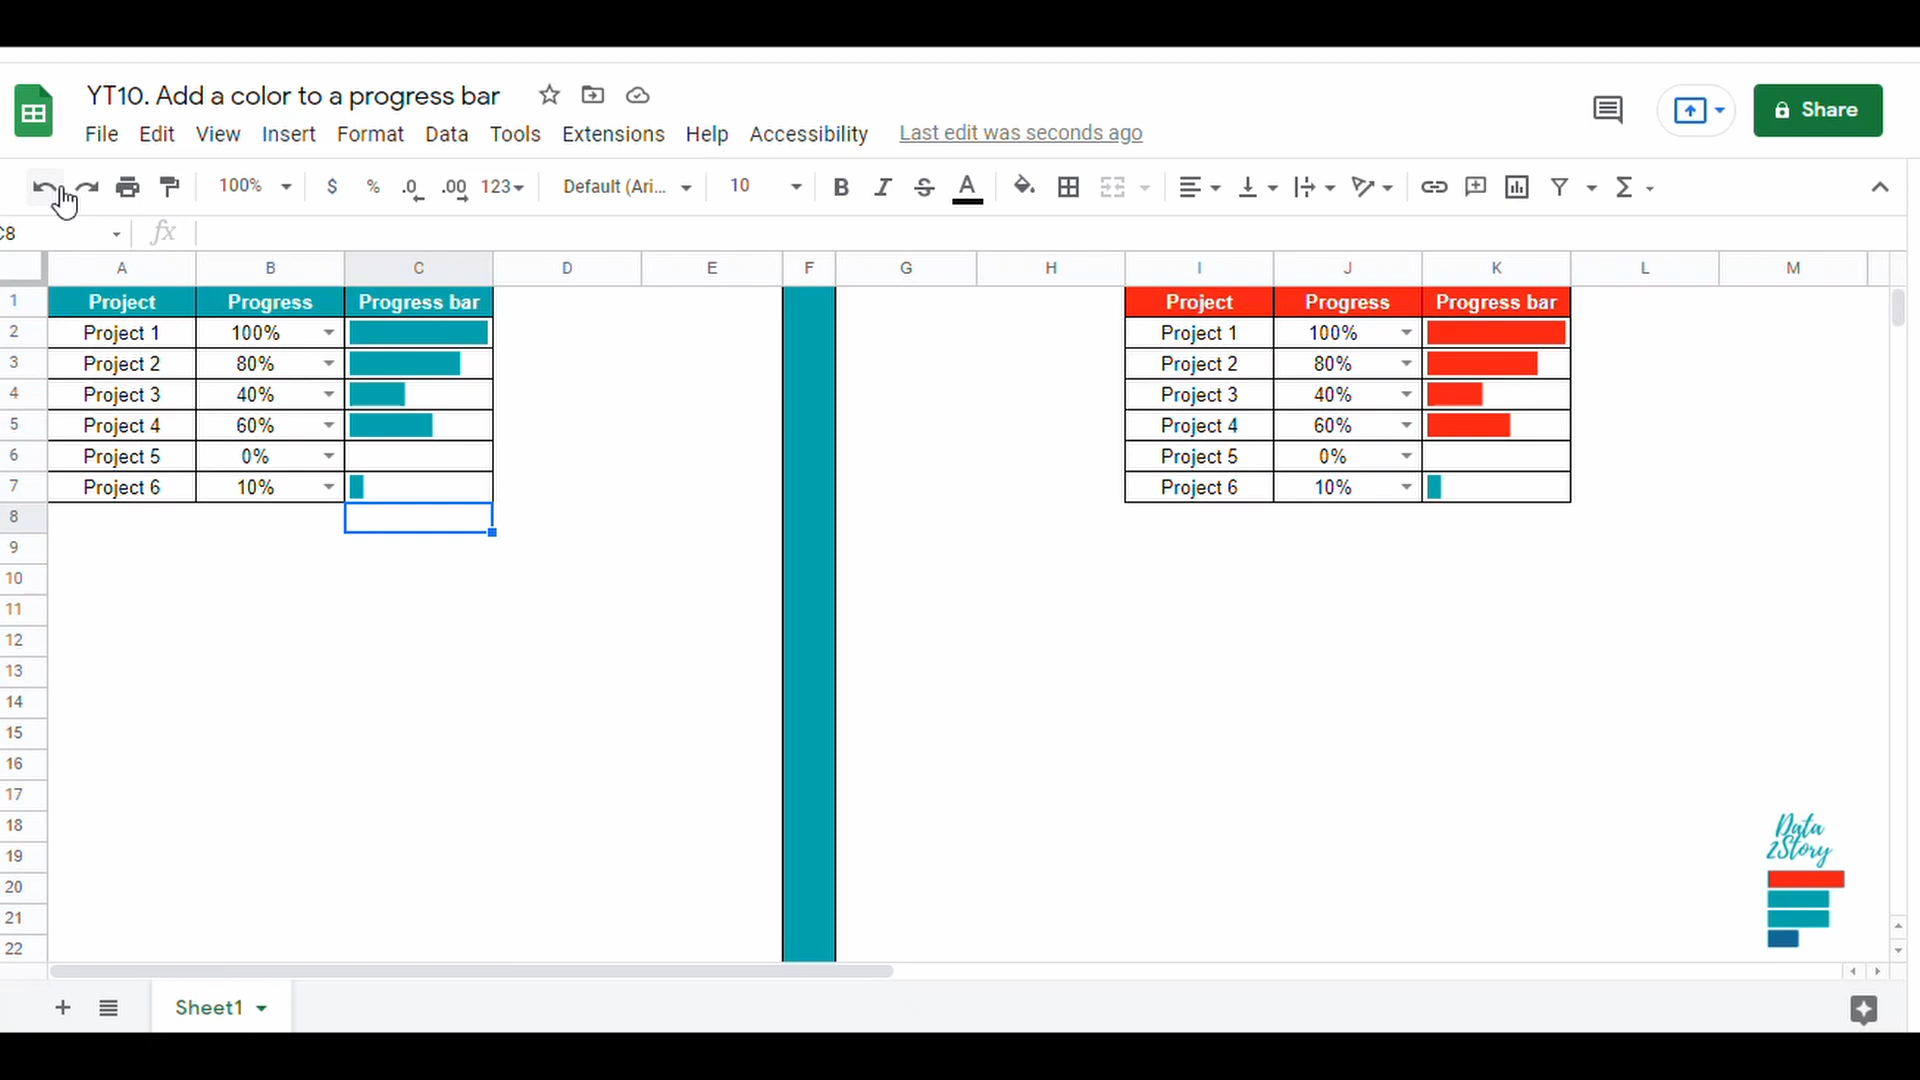 YT10. Add a color to a progress bar
File Edit View Insert Format Data Tools Extensions Help Accessibility Last edit was seconds ago
Share
100% $ % .0 .00 123 Default (Ari... 10 B I S A Σ
C8 fx
A B C D E F G H I J K L M
1 Project Progress Progress bar Project Progress Progress bar
2 Project 1 100% Project 1 100%
3 Project 2 80% Project 2 80%
4 Project 3 40% Project 3 40%
5 Project 4 60% Project 4 60%
6 Project 5 0% Project 5 0%
7 Project 6 10% Project 6 10%
8
9
10
11
12
13
14
15
16
17
18
19
20
21
22
Data
2Story
Sheet1